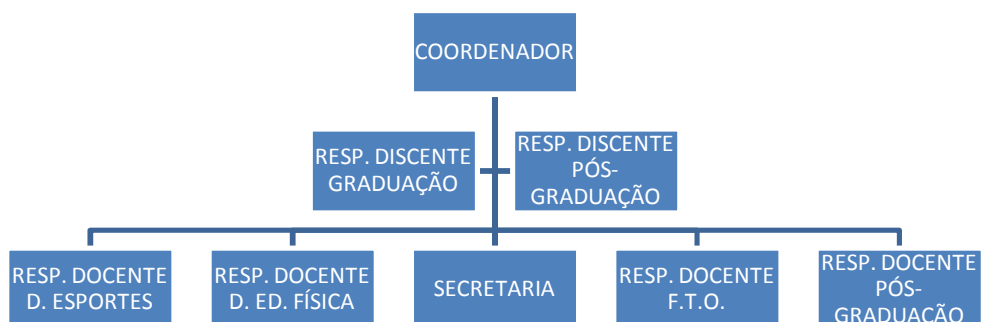 COORDENADOR
RESP. DISCENTE
GRADUAÇÃO
RESP. DISCENTE
PÓS-
GRADUAÇÃO
RESP. DOCENTE
D. ESPORTES
RESP. DOCENTE
D. ED. FÍSICA
SECRETARIA
RESP. DOCENTE
F.T.O.
RESP. DOCENTE
PÓS-
GRADUAÇÃO